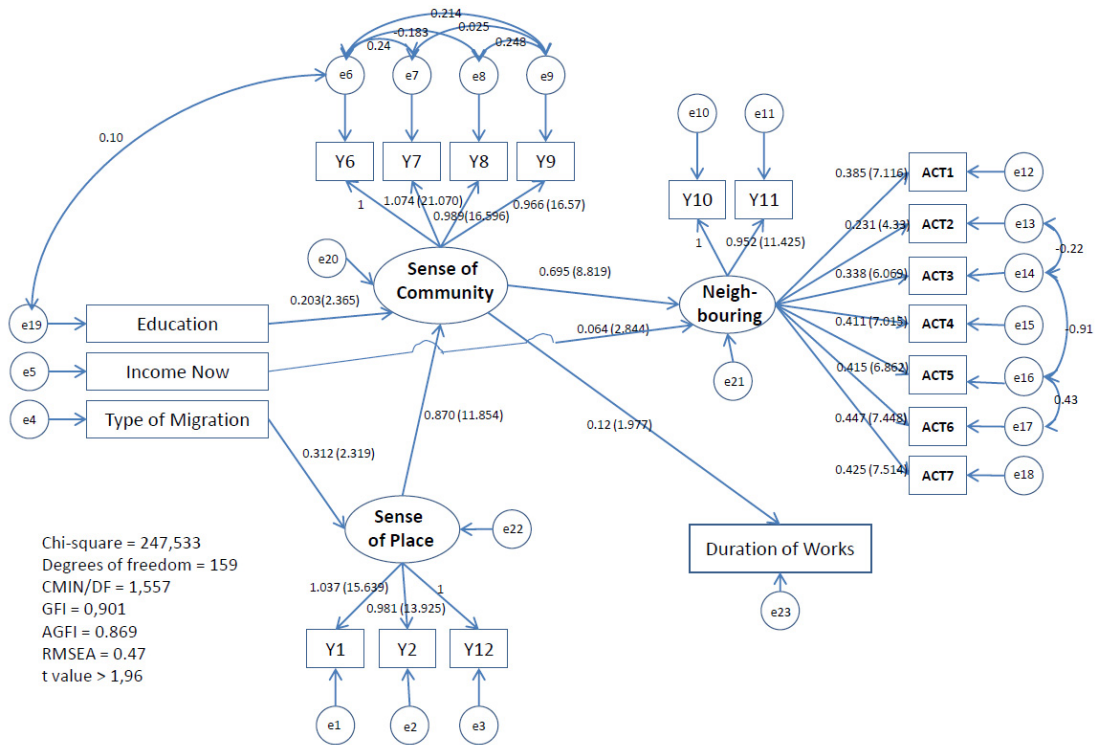 0.214
-0.183
0.025
0.24
0.248
e6
e7
e8
e9
0.10
Y6
Y7
Y8
Y9
1
1.074 (21.070)
0.989(16.596)
0.966 (16.57)
e10
e11
Y10
Y11
1
0.952 (11.425)
0.385 (7.116)
ACT1
e12
0.231 (4.33)
ACT2
e13
-0.22
0.338 (6.069)
ACT3
e14
0.411 (7.015)
ACT4
e15
-0.91
0.415 (6.862)
ACT5
e16
0.43
0.447 (7.448)
ACT6
e17
0.425 (7.514)
ACT7
e18
e20
Sense of
Community
0.695 (8.819)
Neigh-
bouring
e21
0.203(2.365)
0.064 (2.844)
e19
Education
e5
Income Now
e4
Type of Migration
0.870 (11.854)
0.12 (1.977)
0.312 (2.319)
Sense
of Place
e22
Duration of Works
e23
1.037 (15.639)
0.981 (13.925)
1
Y1
Y2
Y12
e1
e2
e3
Chi-square = 247,533
Degrees of freedom = 159
CMIN/DF = 1,557
GFI = 0,901
AGFI = 0.869
RMSEA = 0.47
t value > 1,96